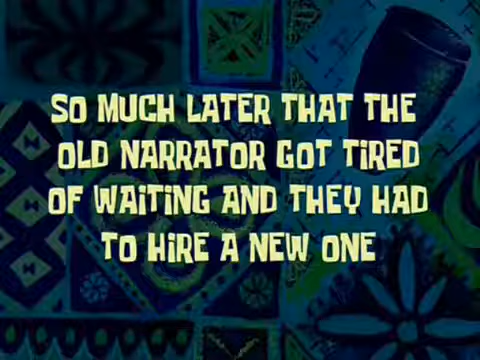 SO MUCH LATER THAT THE
OLD NARRATOR GOT TIRED
OF WAITING AND THEY HAD
TO HIRE A NEW ONE